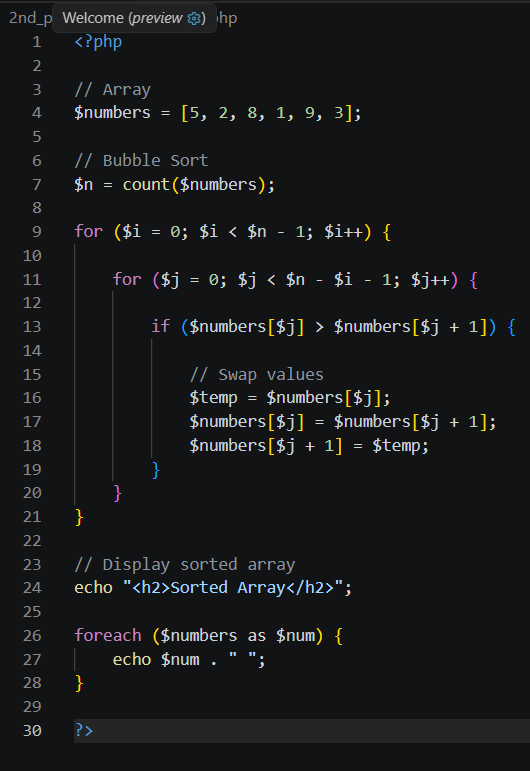 2nd_p Welcome (preview) hp
1 <?php
2
3 // Array
4 $numbers = [5, 2, 8, 1, 9, 3];
5
6 // Bubble Sort
7 $n = count($numbers);
8
9 for ($i = 0; $i < $n - 1; $i++) {
10
11     for ($j = 0; $j < $n - $i - 1; $j++) {
12
13         if ($numbers[$j] > $numbers[$j + 1]) {
14
15             // Swap values
16             $temp = $numbers[$j];
17             $numbers[$j] = $numbers[$j + 1];
18             $numbers[$j + 1] = $temp;
19         }
20     }
21 }
22
23 // Display sorted array
24 echo "<h2>Sorted Array</h2>";
25
26 foreach ($numbers as $num) {
27     echo $num . " ";
28 }
29
30 ?>